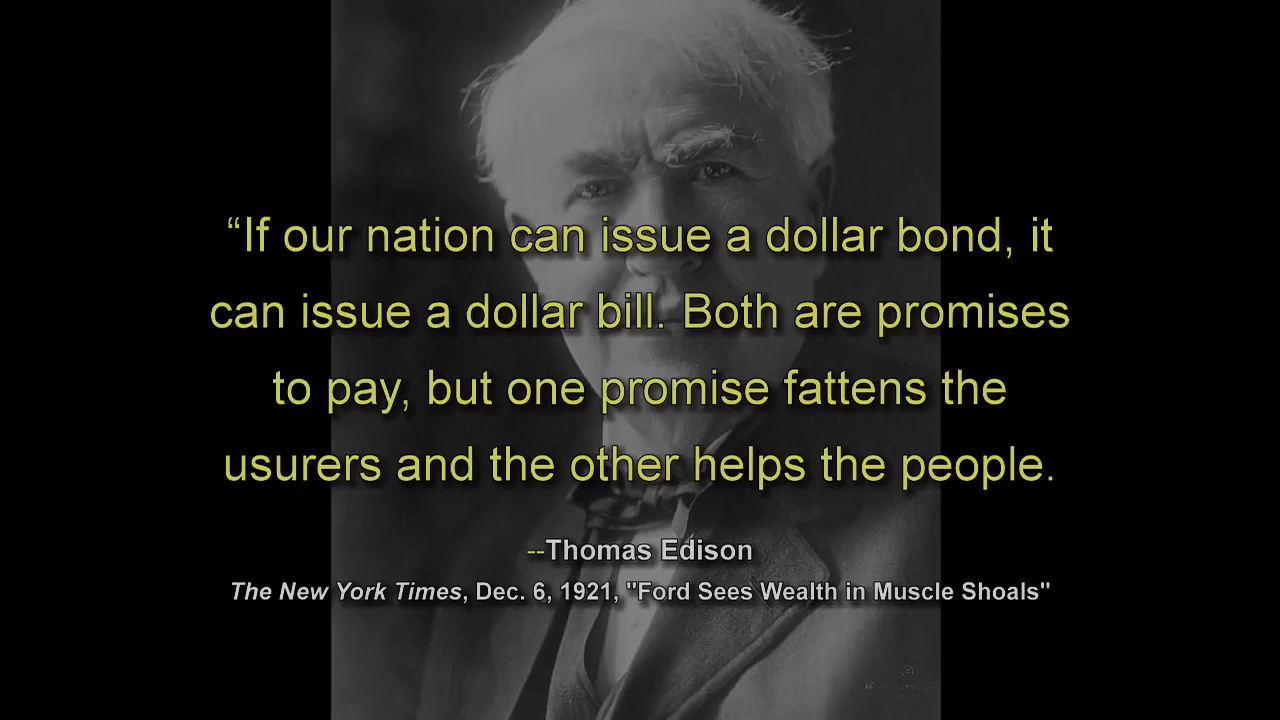 “If our nation can issue a dollar bond, it
can issue a dollar bill. Both are promises
to pay, but one promise fattens the
usurers and the other helps the people.
--Thomas Edison
The New York Times, Dec. 6, 1921, "Ford Sees Wealth in Muscle Shoals"
©